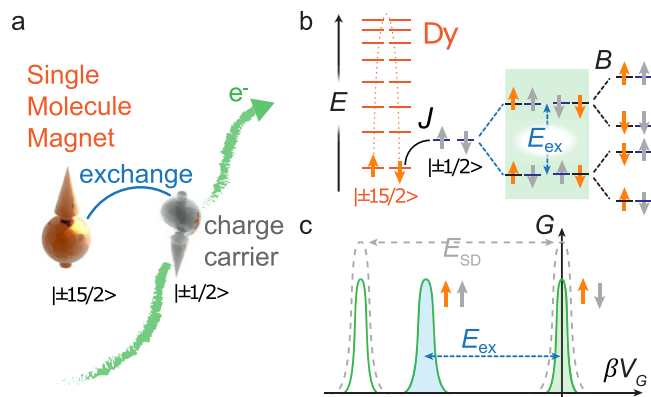 a
Single
Molecule
Magnet
e-
exchange
charge
carrier
|±15/2>
|±1/2>
b
E
Dy
J
|±15/2>
|±1/2>
Eex
B
c
G
ESD
Eex
βVG